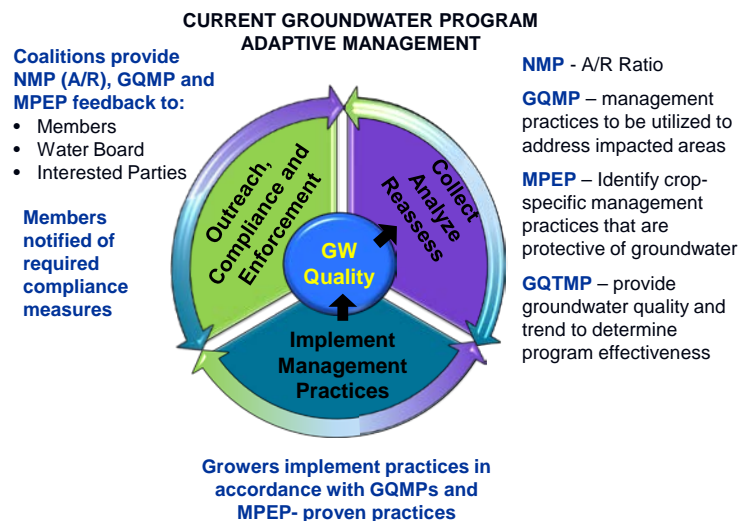 CURRENT GROUNDWATER PROGRAM
ADAPTIVE MANAGEMENT
Coalitions provide
NMP (A/R), GQMP and
MPEP feedback to:
• Members
• Water Board
• Interested Parties
Members
notified of
required
compliance
measures
Outreach,
Compliance and
Enforcement
Collect
Analyze
Reassess
GW
Quality
Implement
Management
Practices
NMP - A/R Ratio
GQMP – management
practices to be utilized to
address impacted areas
MPEP – Identify crop-
specific management
practices that are
protective of groundwater
GQTMP – provide
groundwater quality and
trend to determine
program effectiveness
Growers implement practices in
accordance with GQMPs and
MPEP- proven practices